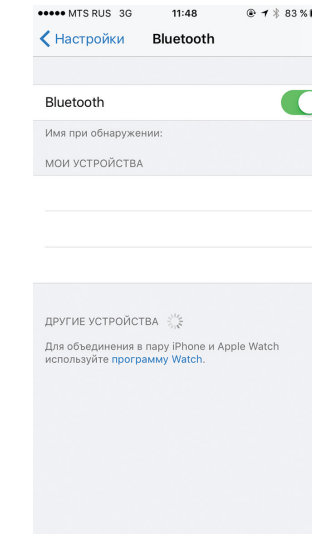 MTS RUS 3G 11:48 83 %
Настройки Bluetooth
Bluetooth
Имя при обнаружении:
МОИ УСТРОЙСТВА
ДРУГИЕ УСТРОЙСТВА
Для объединения в пару iPhone и Apple Watch
используйте программу Watch.